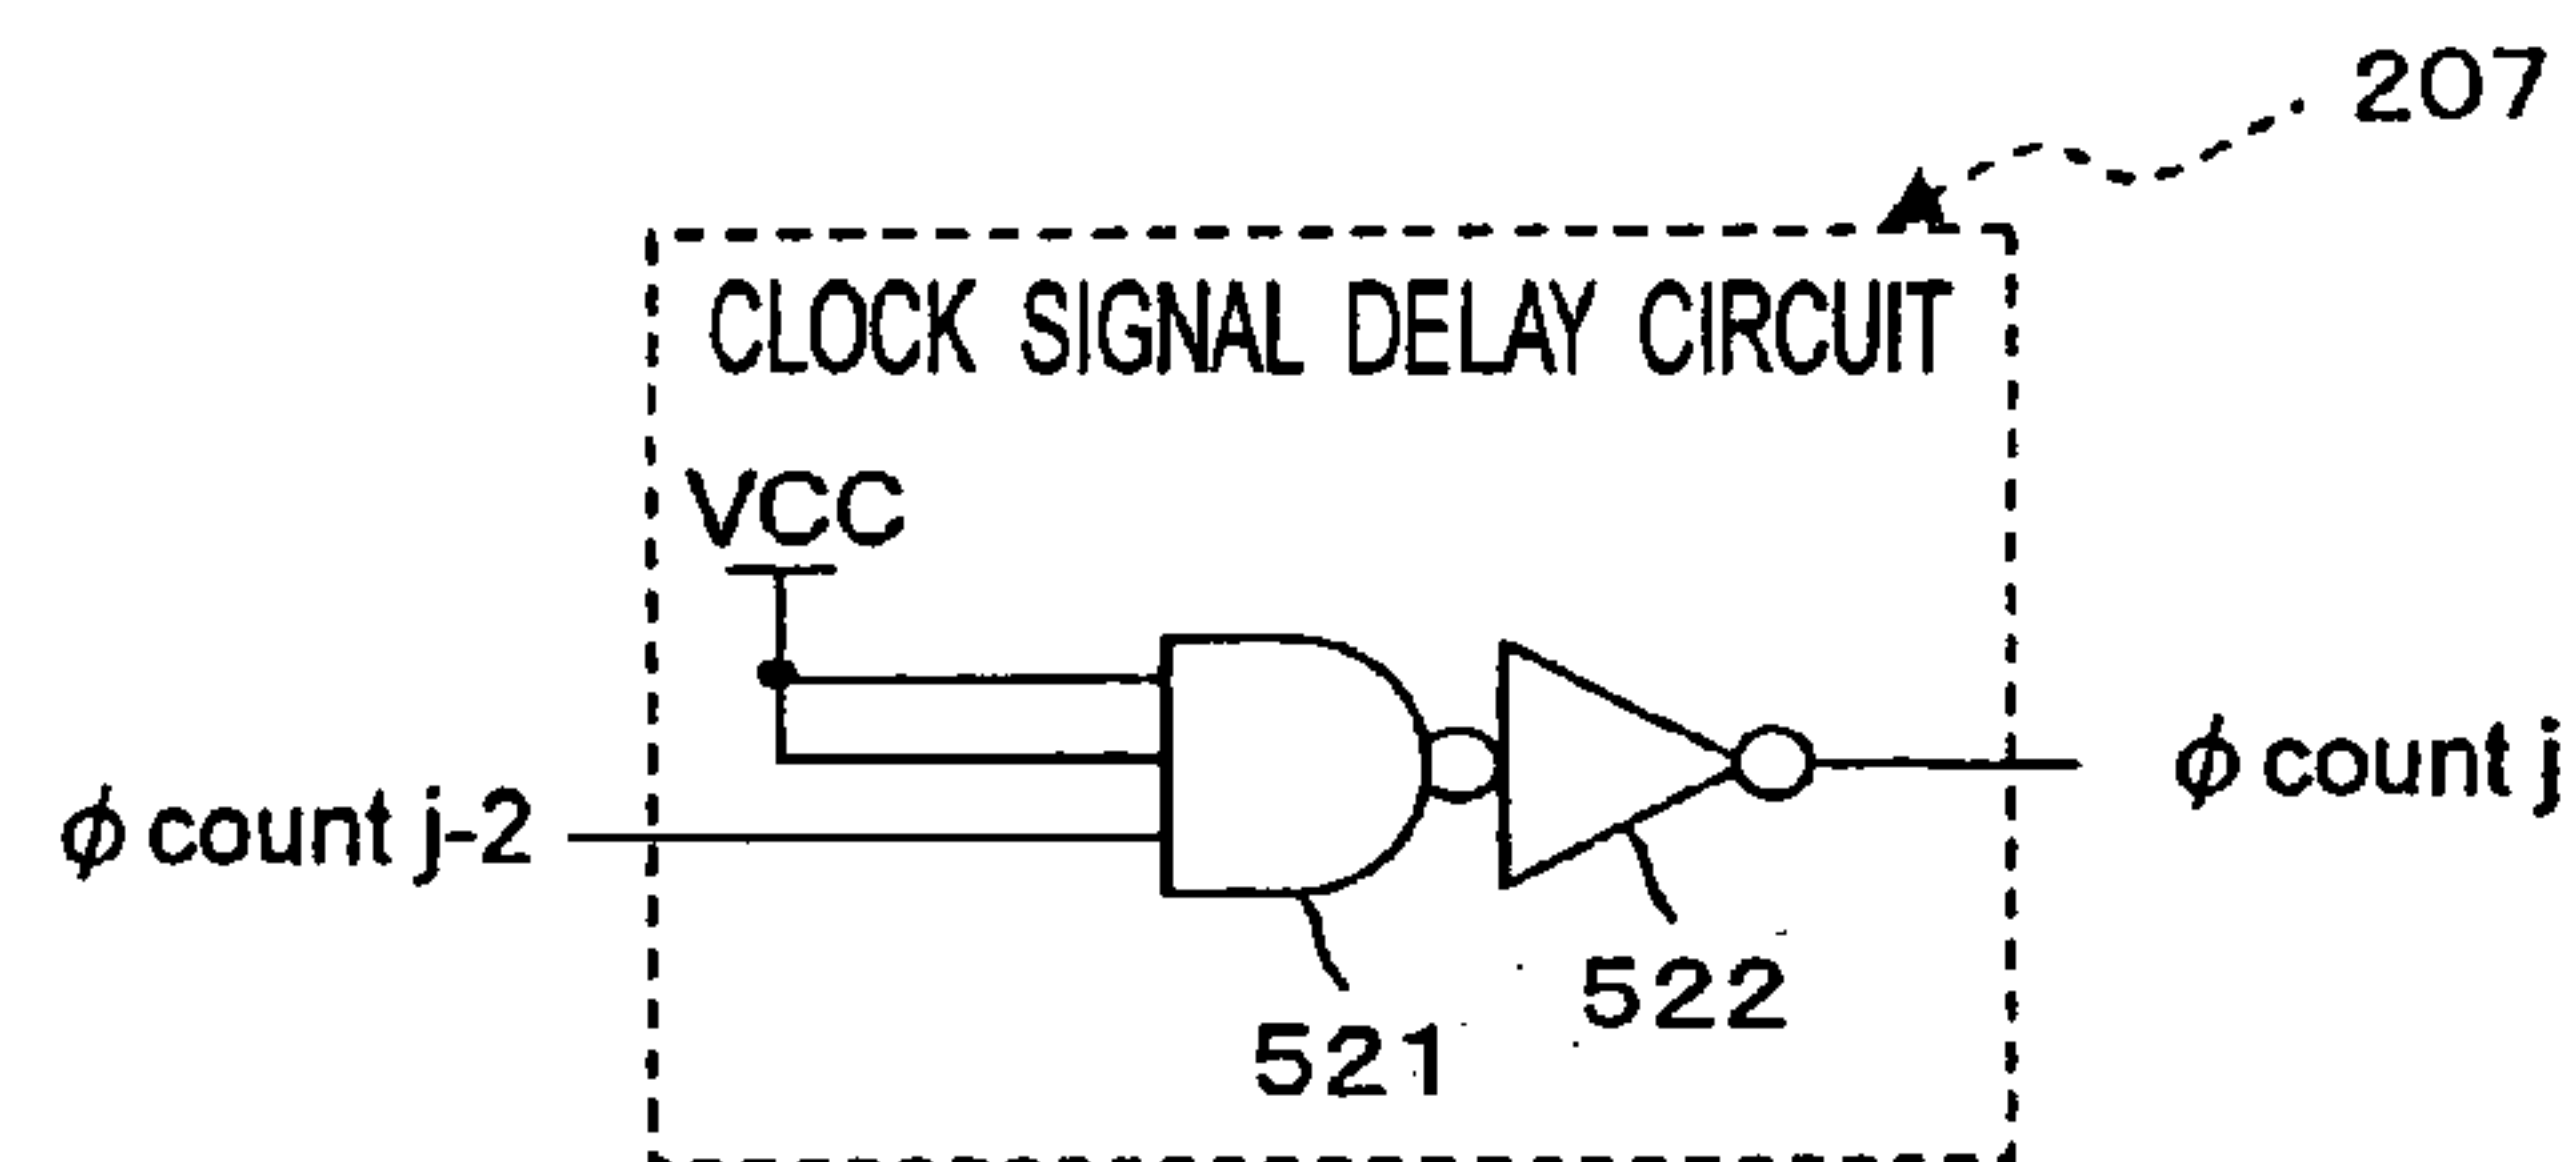 207
CLOCK SIGNAL DELAY CIRCUIT
VCC
ϕ count j-2
ϕ count j
522
521